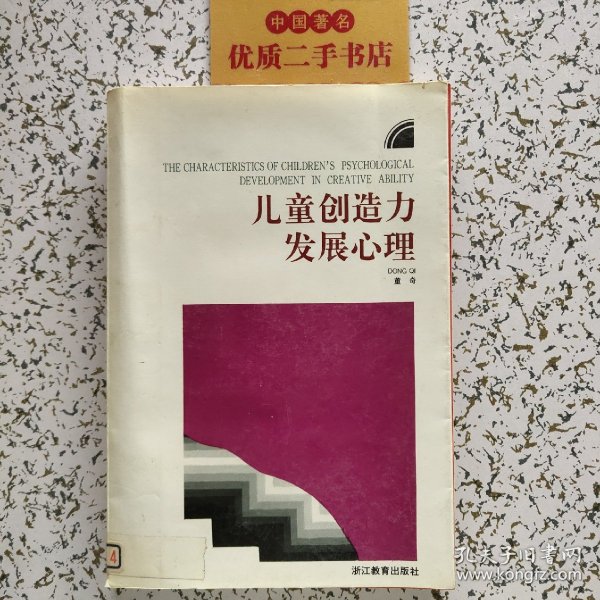 中国著名
优质二手书店
THE CHARACTERISTICS OF CHILDREN'S PSYCHOLOGICAL
DEVELOPMENT IN CREATIVE ABILITY
儿童创造力
发展心理
DONG QI
董奇
4
浙江教育出版社
孔夫子旧书网
www.kongfz.com